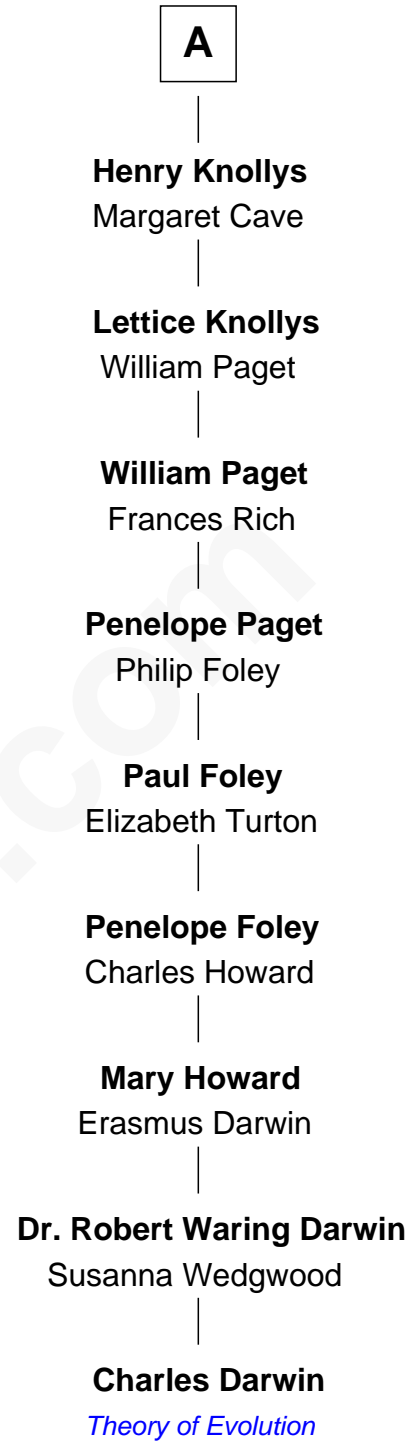 A
Henry Knollys
Margaret Cave
Lettice Knollys
William Paget
William Paget
Frances Rich
Penelope Paget
Philip Foley
Paul Foley
Elizabeth Turton
Penelope Foley
Charles Howard
Mary Howard
Erasmus Darwin
Dr. Robert Waring Darwin
Susanna Wedgwood
Charles Darwin
Theory of Evolution
.com